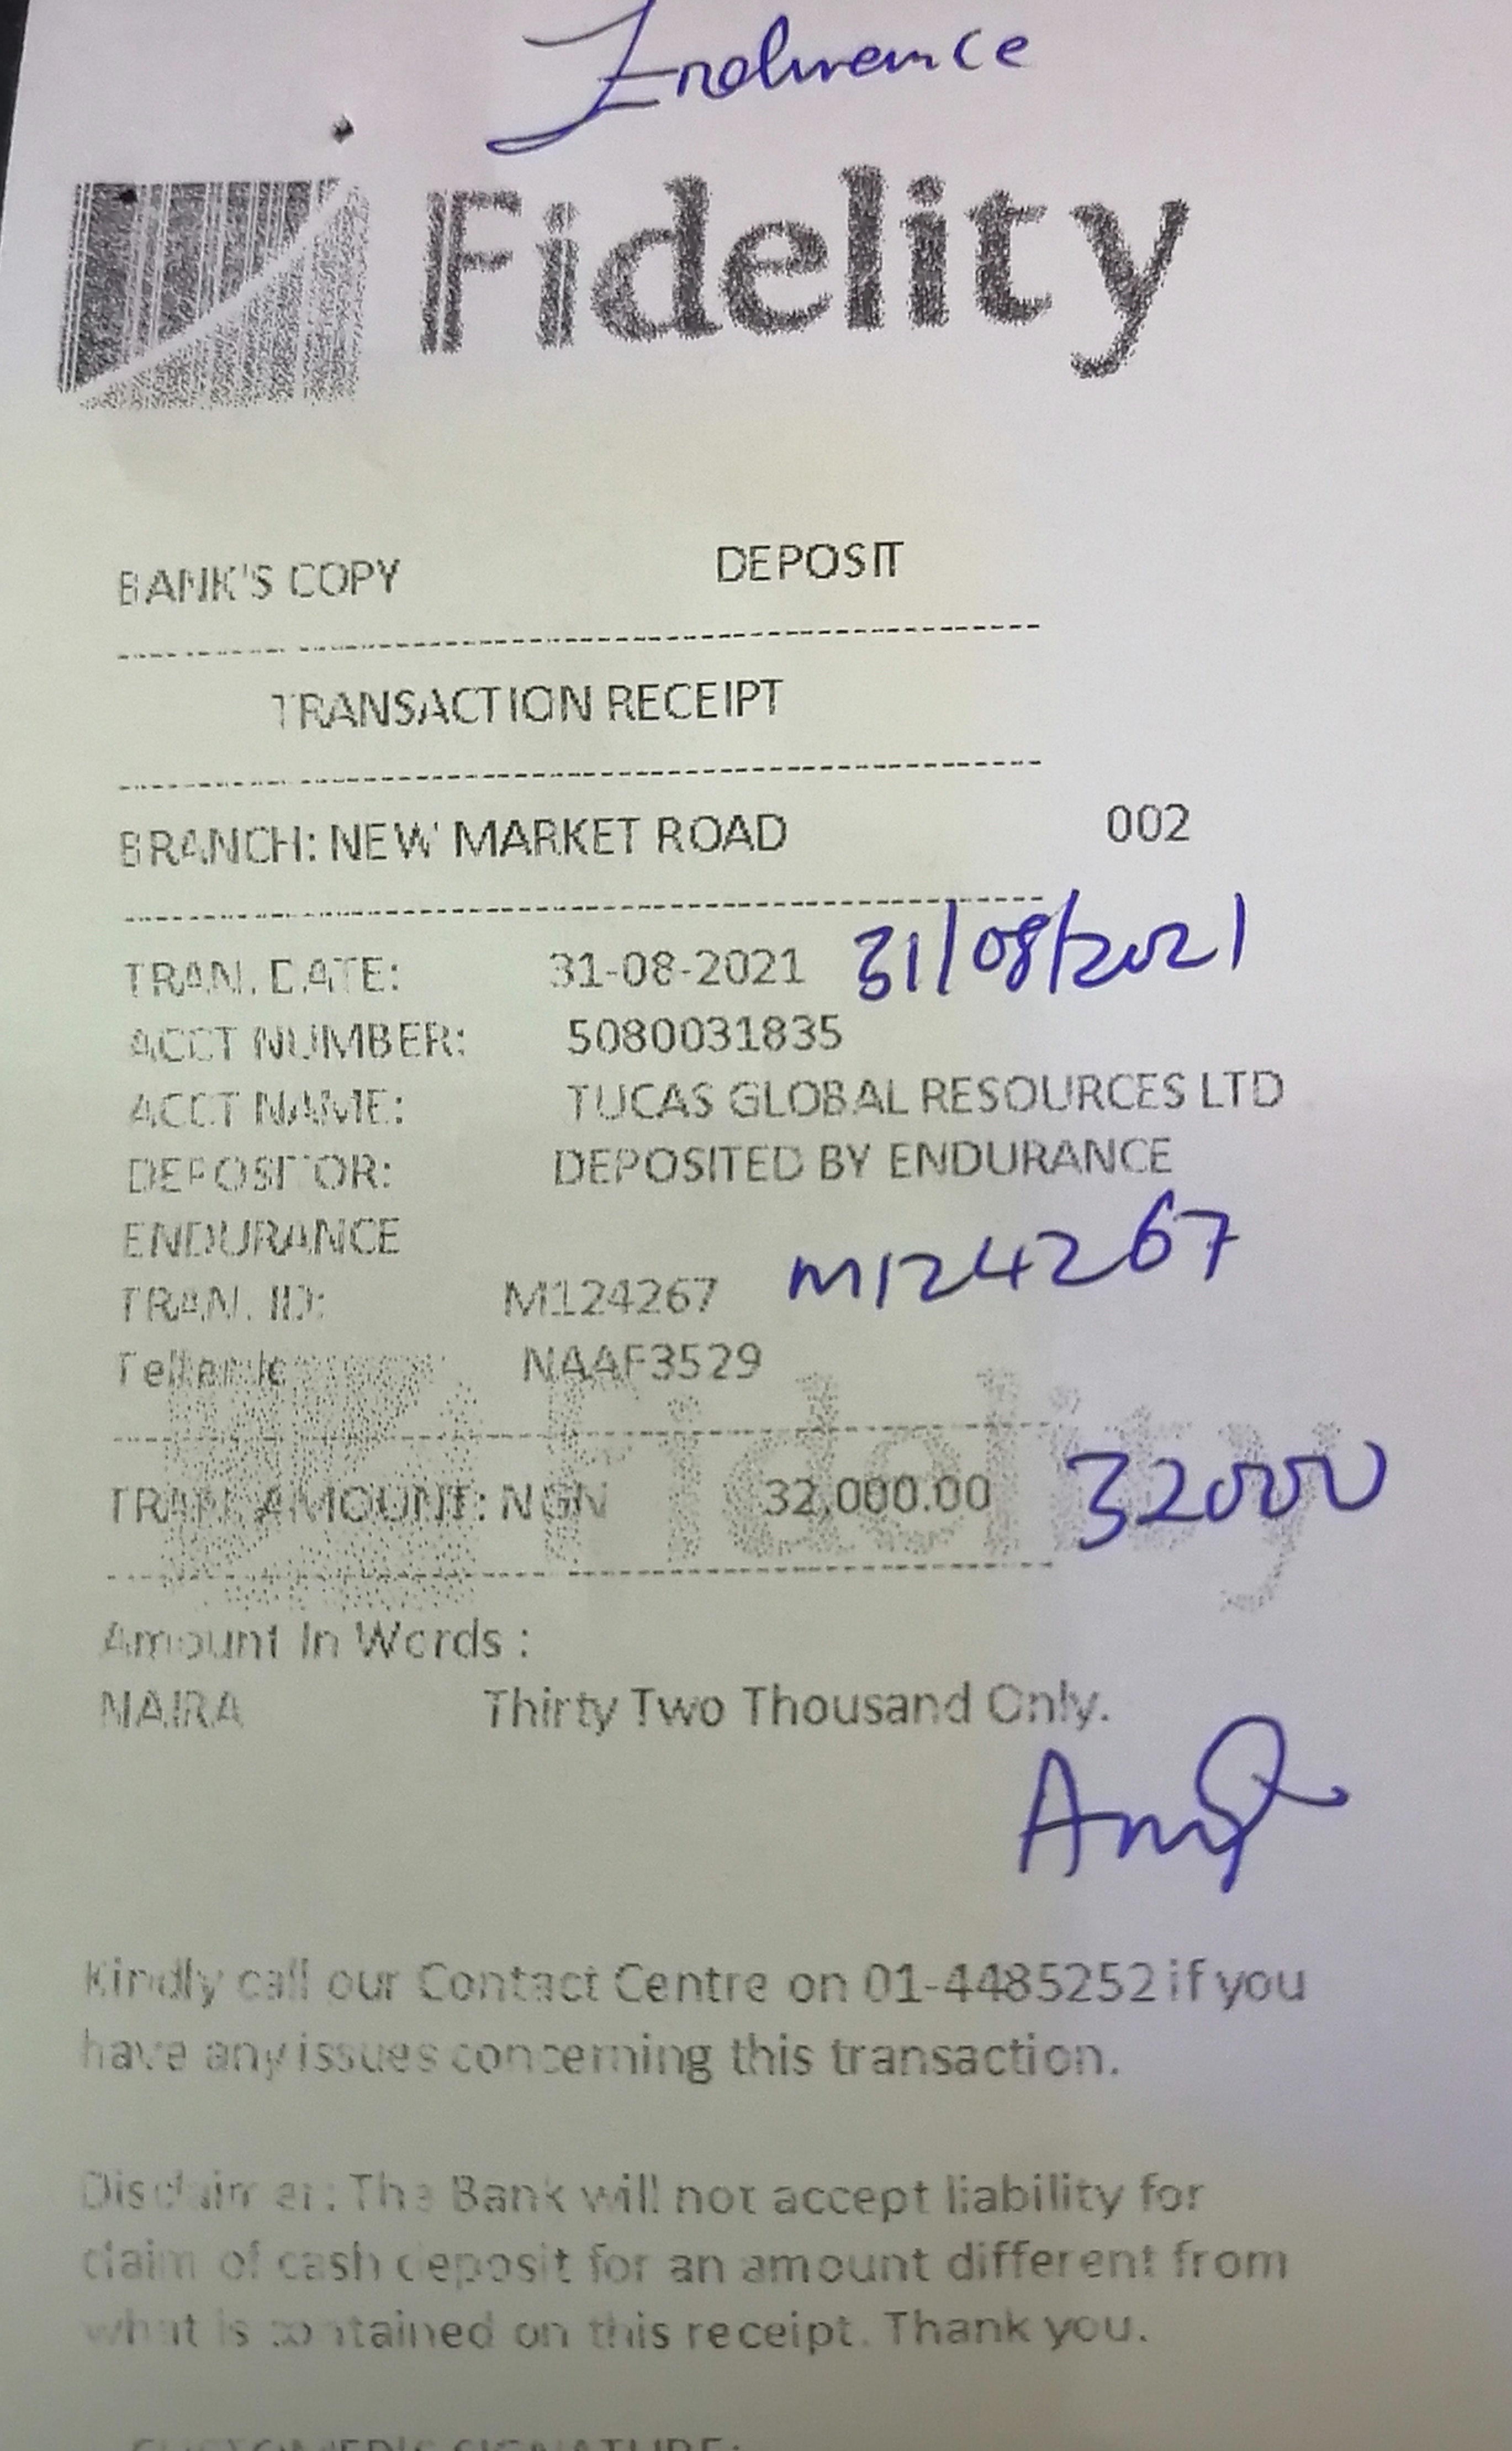 Endurance
Fidelity
BANK'S COPY DEPOSIT
TRANSACTION RECEIPT
BRANCH: NEW MARKET ROAD 002
TRAN. DATE: 31-08-2021 31/08/2021
ACCT NUMBER: 5080031835
ACCT NAME: TUCAS GLOBAL RESOURCES LTD
DEPOSITOR: DEPOSITED BY ENDURANCE
ENDURANCE
TRAN. ID: M124267 M124267
NAAF3529
Fidelity
TRAN. AMOUNT: NGN 32,000.00 32000
Amount In Words :
NAIRA Thirty Two Thousand Only.
Kindly call our Contact Centre on 01-4485252 if you
have any issues concerning this transaction.
Disclaimer: The Bank will not accept liability for
claim of cash deposit for an amount different from
what is contained on this receipt. Thank you.
CUSTOMER'S SIGNATURE: